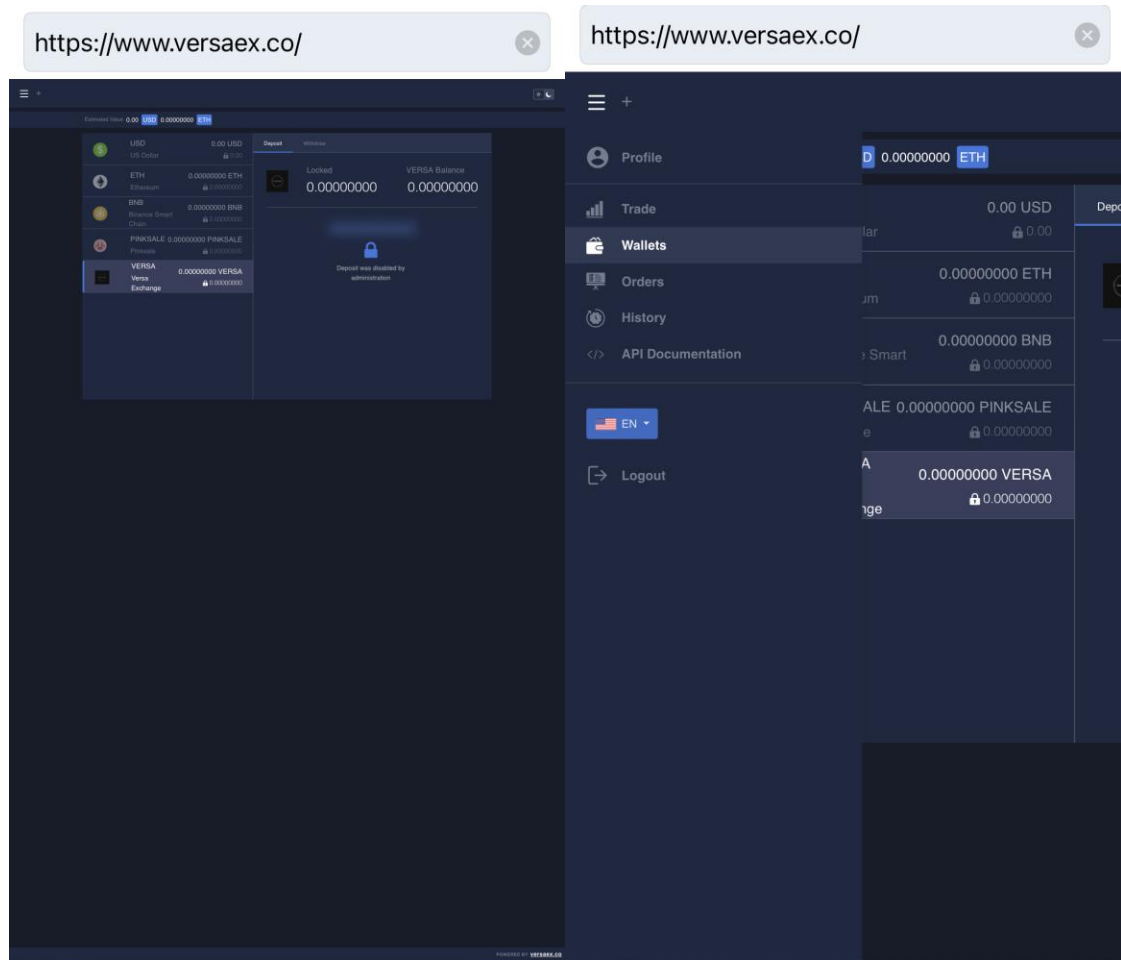 https://www.versaex.co/
Estimated Value 0.00 USD 0.00000000 ETH
USD 0.00 USD
US Dollar 0.00
ETH 0.00000000 ETH
Ethereum 0.00000000
BNB 0.00000000 BNB
Binance Smart Chain 0.00000000
PINKSALE 0.00000000 PINKSALE
Pinksale 0.00000000
VERSA 0.00000000 VERSA
Versa Exchange 0.00000000
Deposit Withdraw
Locked VERSA Balance
0.00000000 0.00000000
Deposit was disabled by
administration
POWERED BY versaex.co
https://www.versaex.co/
+
Profile
Trade
Wallets
Orders
History
</> API Documentation
EN
Logout
D 0.00000000 ETH
0.00 USD
lar 0.00
0.00000000 ETH
um 0.00000000
0.00000000 BNB
e Smart 0.00000000
ALE 0.00000000 PINKSALE
e 0.00000000
A 0.00000000 VERSA
nge 0.00000000
Depo